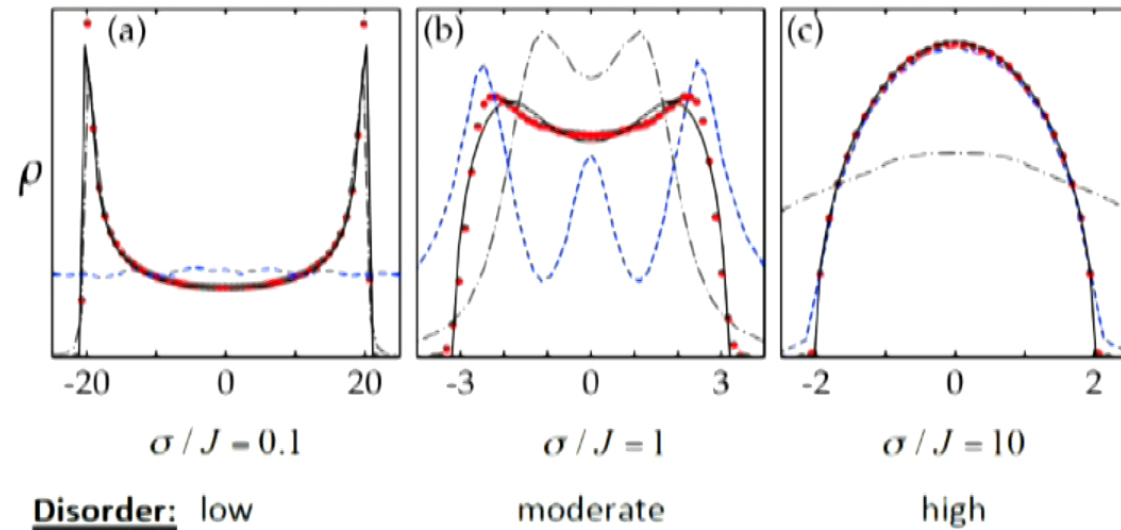 (a) (b) (c)
ρ
-20 0 20 -3 0 3 -2 0 2
σ / J = 0.1 σ / J = 1 σ / J = 10
Disorder: low moderate high